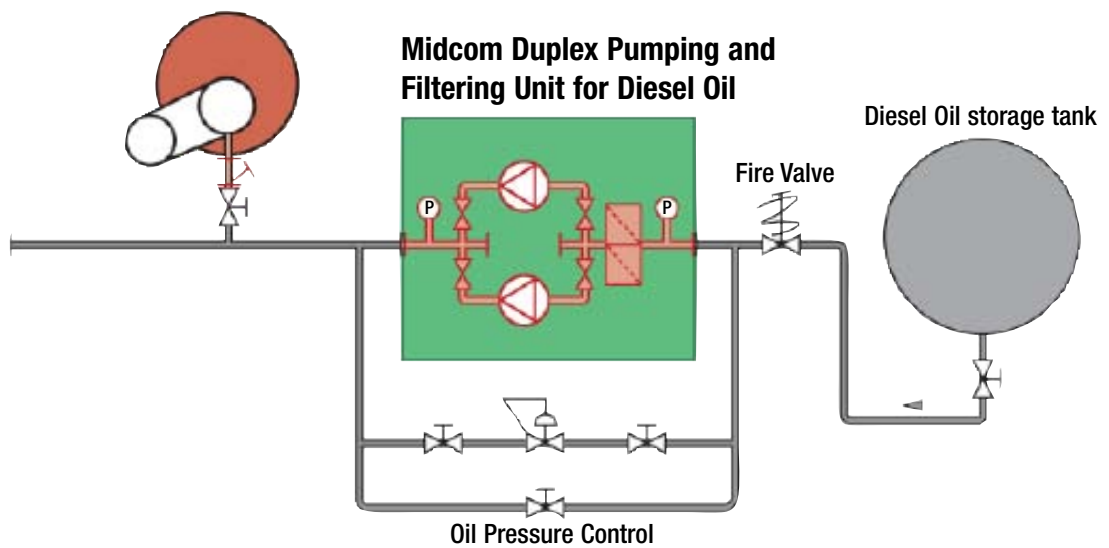 Midcom Duplex Pumping and
Filtering Unit for Diesel Oil
Diesel Oil storage tank
Fire Valve
P
P
Oil Pressure Control